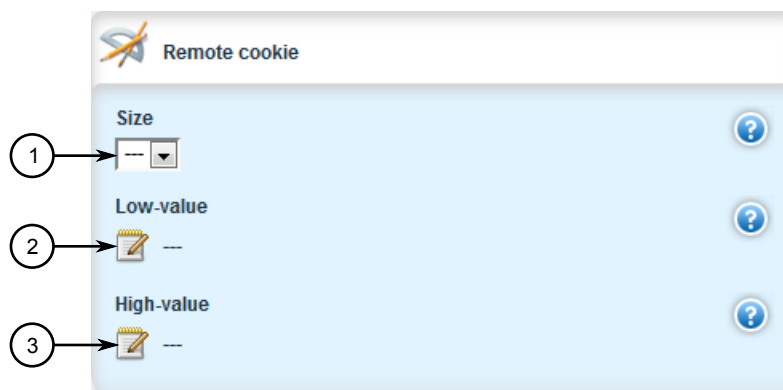 Remote cookie
Size
1
---
Low-value
2
---
High-value
3
---